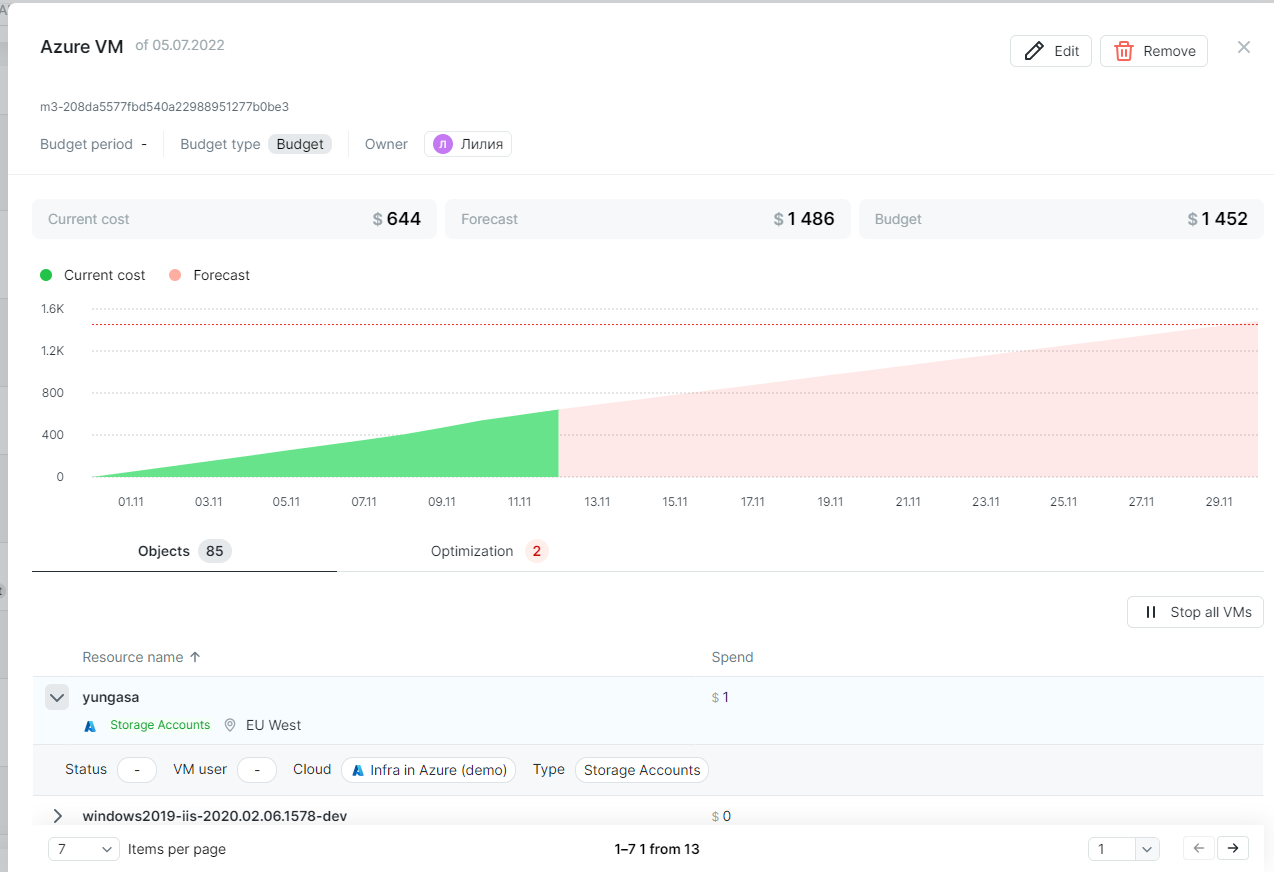 Azure VM of 05.07.2022
Edit
Remove
m3-208da5577fbd540a22988951277b0be3
Budget period - Budget type Budget Owner Л Лилия
Current cost $ 644
Forecast $ 1 486
Budget $ 1 452
Current cost Forecast
1.6K
1.2K
800
400
0
01.11 03.11 05.11 07.11 09.11 11.11 13.11 15.11 17.11 19.11 21.11 23.11 25.11 27.11 29.11
Objects 85 Optimization 2
Stop all VMs
Resource name Spend
yungasa $ 1
Storage Accounts EU West
Status - VM user - Cloud Infra in Azure (demo) Type Storage Accounts
windows2019-iis-2020.02.06.1578-dev $ 0
7 Items per page 1–7 1 from 13 1